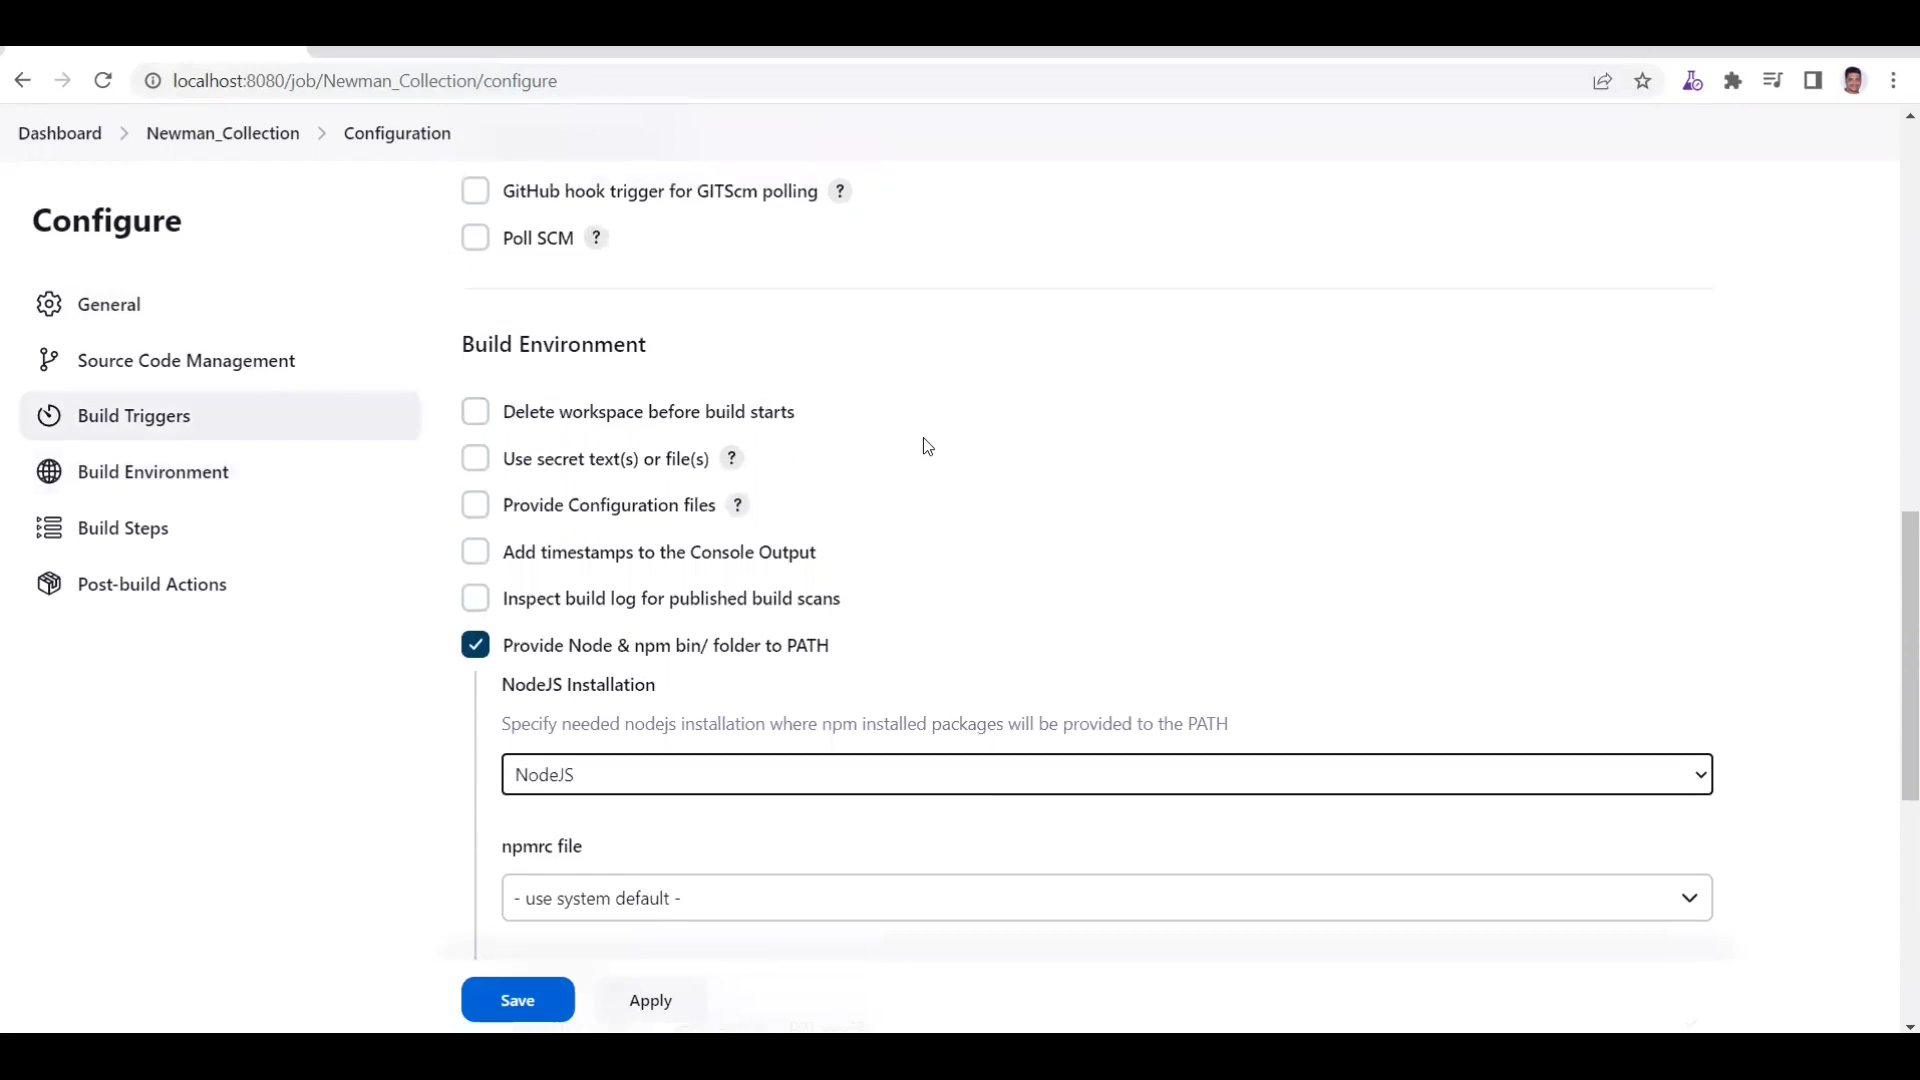 localhost:8080/job/Newman_Collection/configure
Dashboard > Newman_Collection > Configuration
Configure
General
Source Code Management
Build Triggers
Build Environment
Build Steps
Post-build Actions
GitHub hook trigger for GITScm polling ?
Poll SCM ?
Build Environment
Delete workspace before build starts
Use secret text(s) or file(s) ?
Provide Configuration files ?
Add timestamps to the Console Output
Inspect build log for published build scans
Provide Node & npm bin/ folder to PATH
NodeJS Installation
Specify needed nodejs installation where npm installed packages will be provided to the PATH
NodeJS
npmrc file
- use system default -
Save Apply